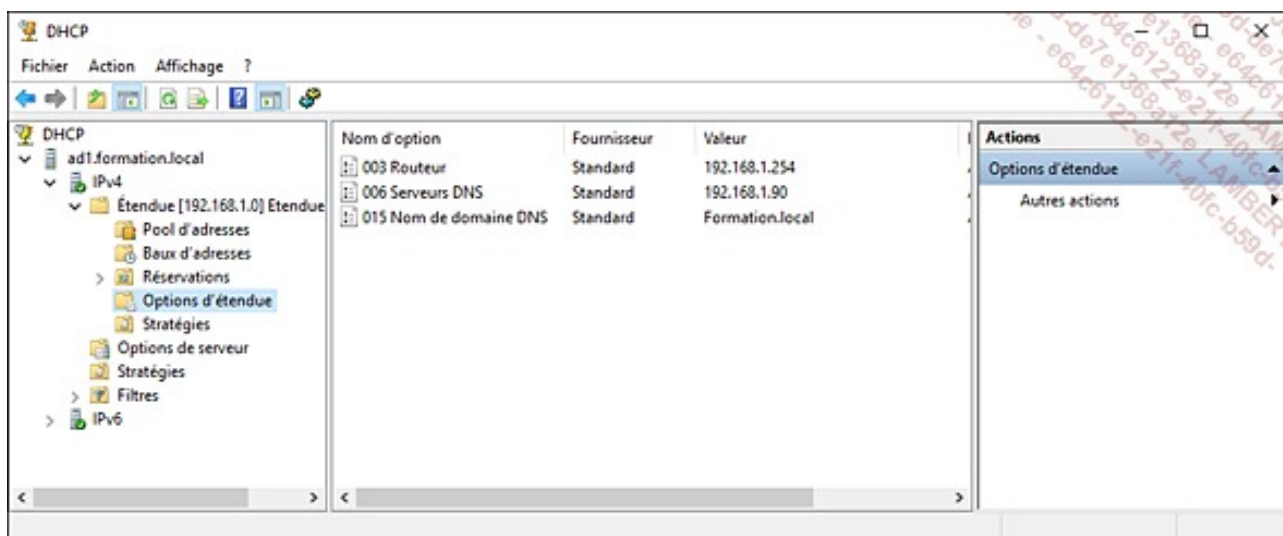 DHCP
Fichier Action Affichage ?
DHCP
ad1.formation.local
IPv4
Étendue [192.168.1.0] Etendue
Pool d'adresses
Baux d'adresses
Réservations
Options d'étendue
Stratégies
Options de serveur
Stratégies
Filtres
IPv6
Nom d'option Fournisseur Valeur
003 Routeur Standard 192.168.1.254
006 Serveurs DNS Standard 192.168.1.90
015 Nom de domaine DNS Standard Formation.local
Actions
Options d'étendue
Autres actions